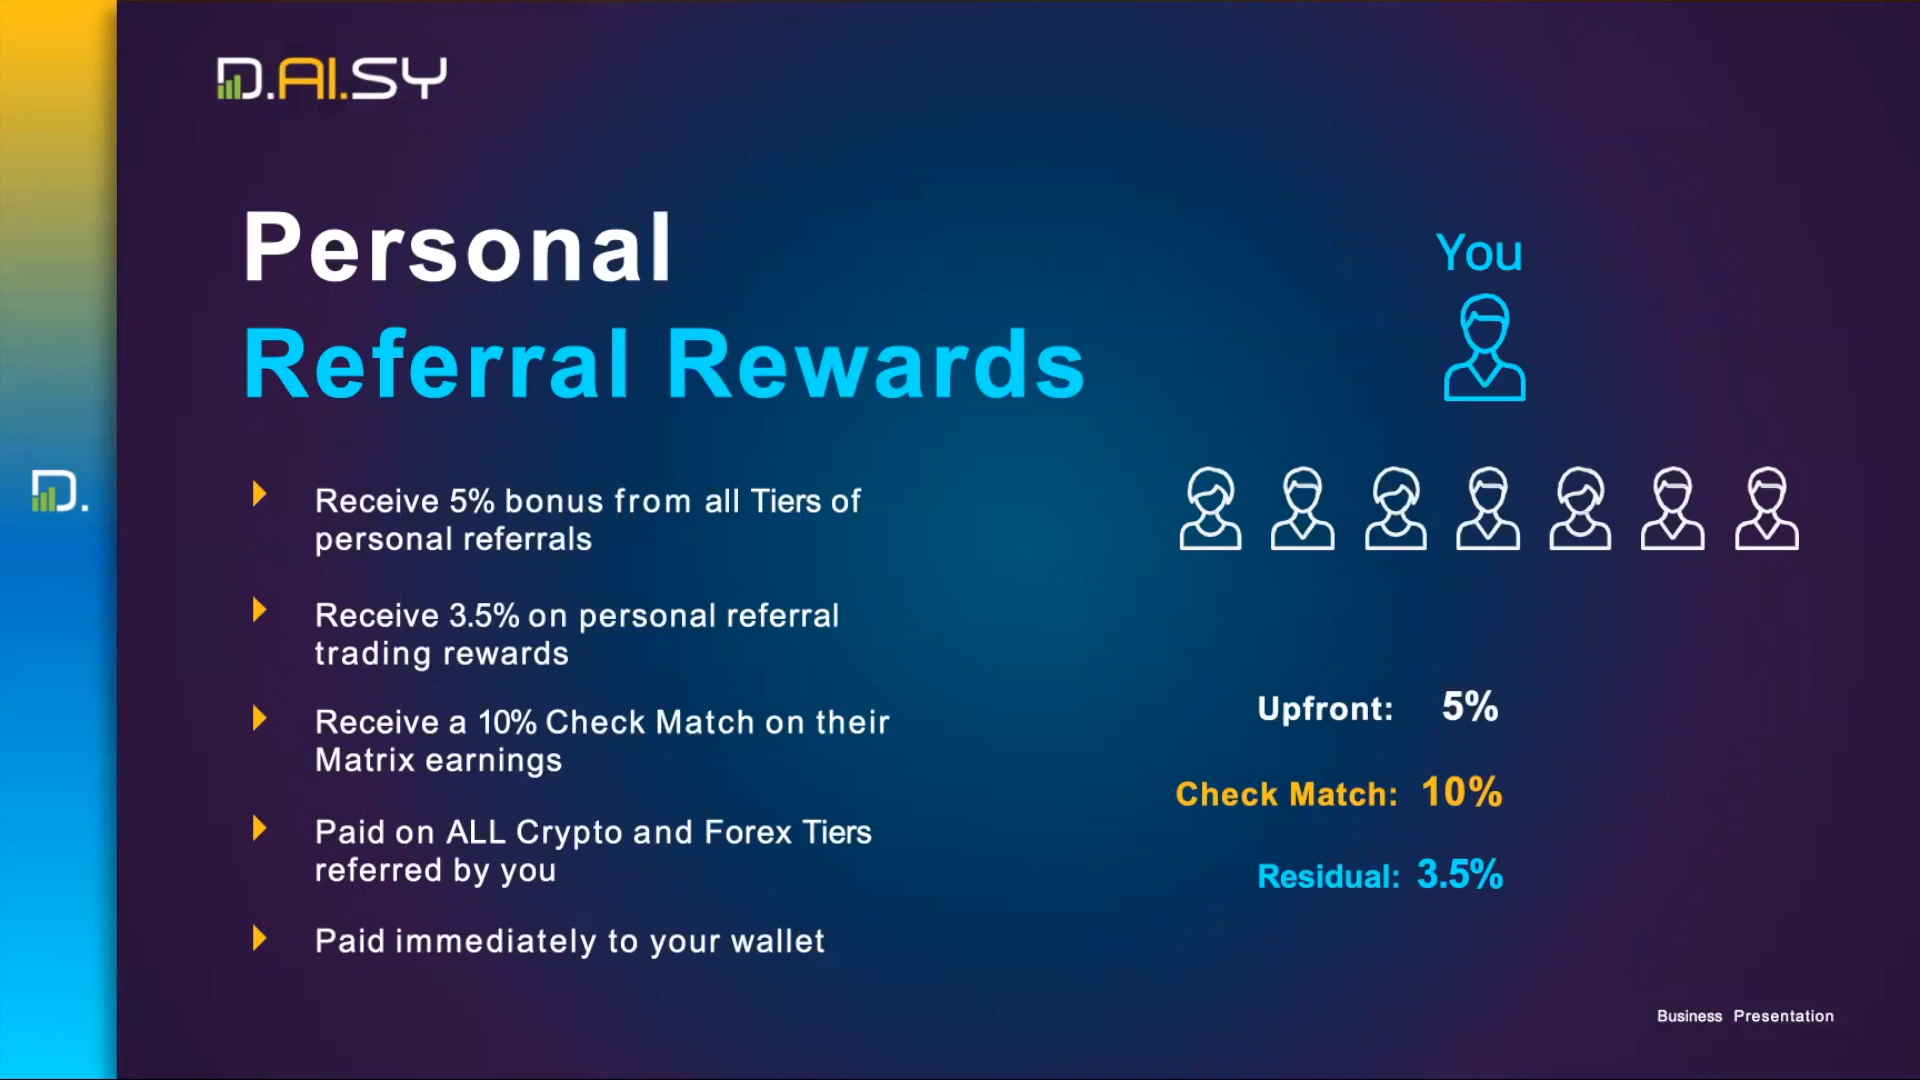 D.AI.SY
Personal
Referral Rewards
You
D.
Receive 5% bonus from all Tiers of
personal referrals
Receive 3.5% on personal referral
trading rewards
Receive a 10% Check Match on their
Matrix earnings
Paid on ALL Crypto and Forex Tiers
referred by you
Paid immediately to your wallet
Upfront: 5%
Check Match: 10%
Residual: 3.5%
Business Presentation